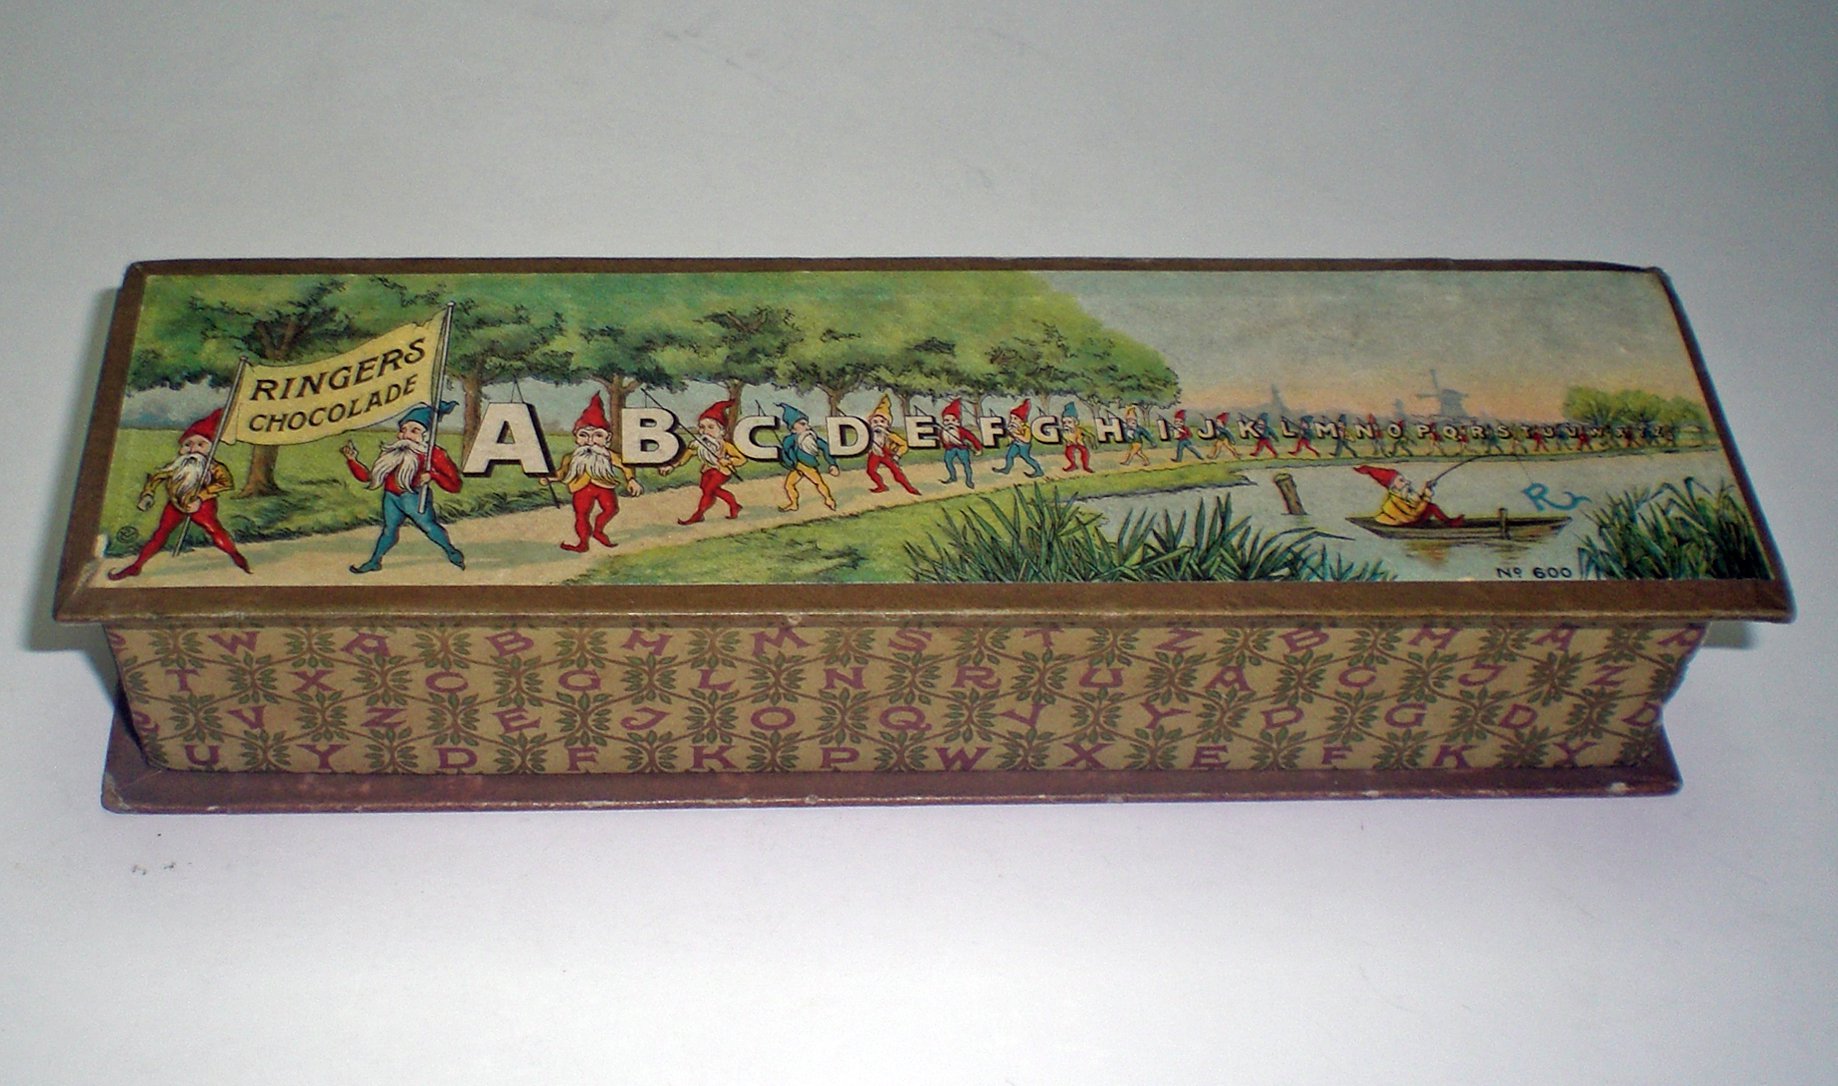 RINGERS
CHOCOLADE
A B C D E F G H I J K L M N O P Q R S T U V W X Y Z
R
Nº 600
W A B H M S T Z B M A R
T X C G L N R U A C J Z
V Z E J O Q V Y D G D D
U Y D F K P W X E F K Y